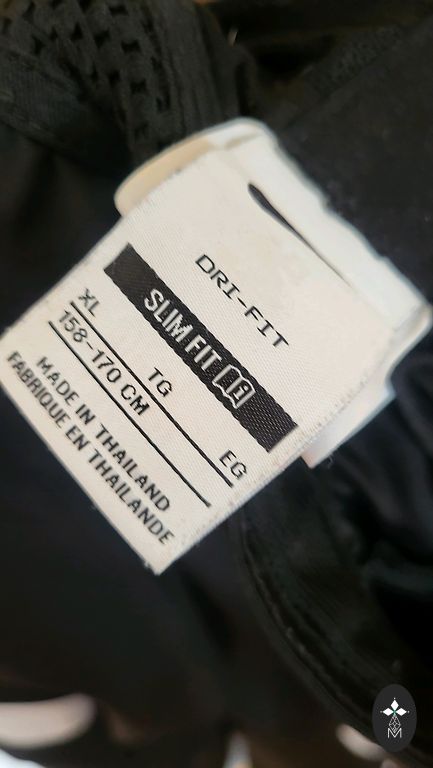 DRI-FIT
SLIM FIT
XL TG EG
158-170 CM
MADE IN THAILAND
FABRIQUE EN THAILANDE